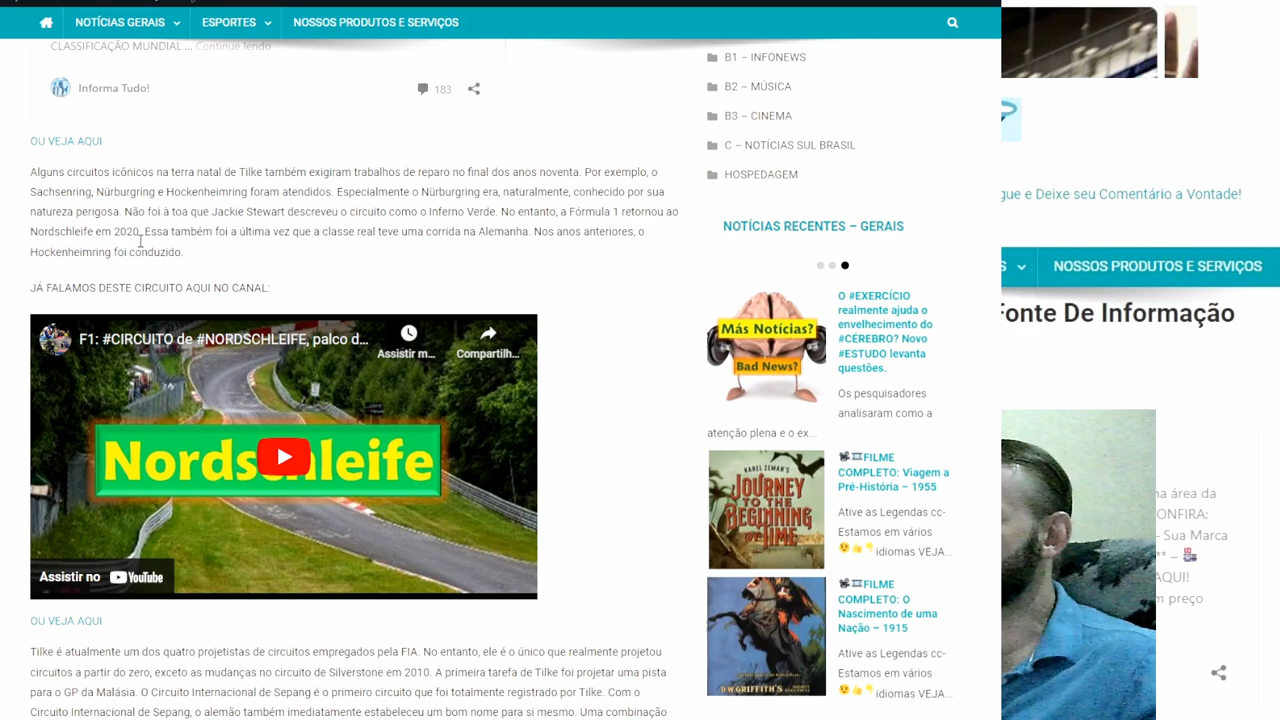 NOTÍCIAS GERAIS
ESPORTES
NOSSOS PRODUTOS E SERVIÇOS
CLASSIFICAÇÃO MUNDIAL ... Continue lendo
Informa Tudo!
183
OU VEJA AQUI
Alguns circuitos icônicos na terra natal de Tilke também exigiram trabalhos de reparo no final dos anos noventa. Por exemplo, o
Sachsenring, Nürburgring e Hockenheimring foram atendidos. Especialmente o Nürburgring era, naturalmente, conhecido por sua
natureza perigosa. Não foi à toa que Jackie Stewart descreveu o circuito como o Inferno Verde. No entanto, a Fórmula 1 retornou ao
Nordschleife em 2020. Essa também foi a última vez que a classe real teve uma corrida na Alemanha. Nos anos anteriores, o
Hockenheimring foi conduzido.
JÁ FALAMOS DESTE CIRCUITO AQUI NO CANAL:
F1: #CIRCUITO de #NORDSCHLEIFE, palco d...
Assistir m...
Compartilh...
Nordschleife
Assistir no YouTube
OU VEJA AQUI
Tilke é atualmente um dos quatro projetistas de circuitos empregados pela FIA. No entanto, ele é o único que realmente projetou
circuitos a partir do zero, exceto as mudanças no circuito de Silverstone em 2010. A primeira tarefa de Tilke foi projetar uma pista
para o GP da Malásia. O Circuito Internacional de Sepang é o primeiro circuito que foi totalmente registrado por Tilke. Com o
Circuito Internacional de Sepang, o alemão também imediatamente estabeleceu um bom nome para si mesmo. Uma combinação
B1 – INFONEWS
B2 – MÚSICA
B3 – CINEMA
C – NOTÍCIAS SUL BRASIL
HOSPEDAGEM
NOTÍCIAS RECENTES – GERAIS
Más Notícias?
Bad News?
O #EXERCÍCIO
realmente ajuda o
envelhecimento do
#CÉREBRO? Novo
#ESTUDO levanta
questões.
Os pesquisadores
analisaram como a
atenção plena e o ex...
KAREL ZEMAN'S
JOURNEY
TO THE
BEGINNING
OF TIME
FILME
COMPLETO: Viagem a
Pré-História – 1955
Ative as Legendas cc-
Estamos em vários
idiomas VEJA...
D.W.GRIFFITH'S
FILME
COMPLETO: O
Nascimento de uma
Nação – 1915
Ative as Legendas cc-
Estamos em vários
idiomas VEJA...
gue e Deixe seu Comentário a Vontade!
S
NOSSOS PRODUTOS E SERVIÇOS
Fonte De Informação
na área da
ONFIRA:
– Sua Marca
** –
AQUI!
m preço